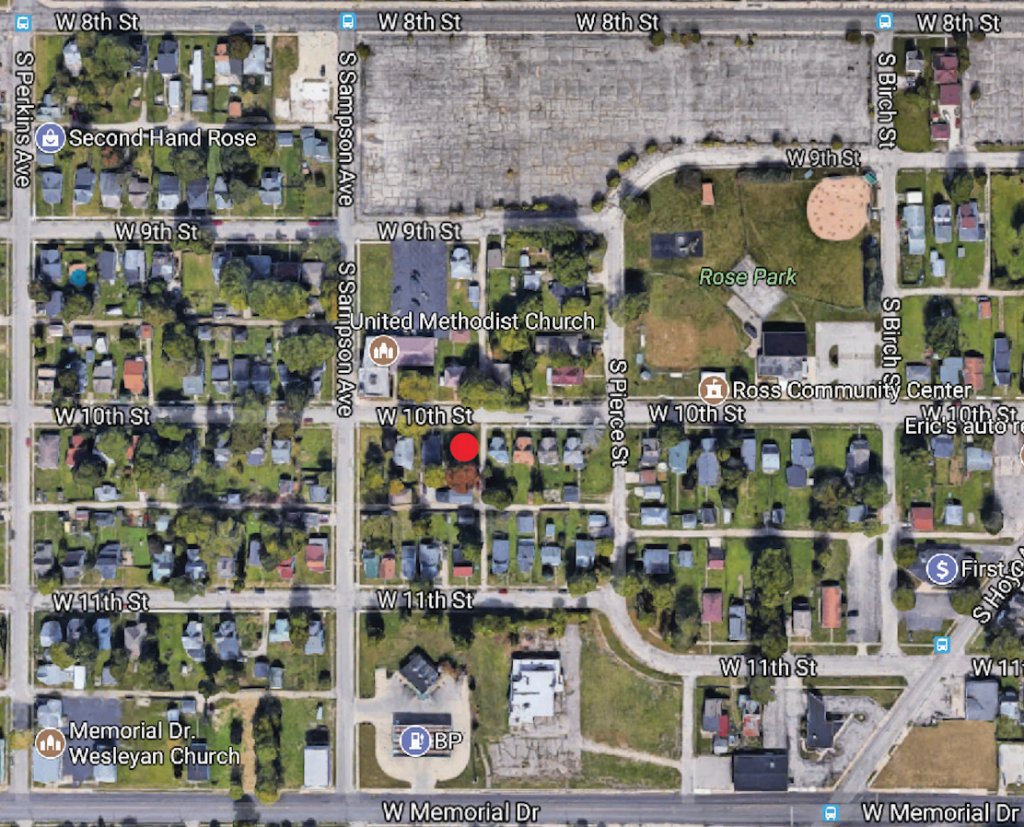 W 8th St
W 8th St
W 8th St
W 8th St
S Perkins Ave
S Sampson Ave
S Birch St
Second Hand Rose
W 9th St
W 9th St
W 9th St
Rose Park
S Sampson Ave
United Methodist Church
S Birch St
S Pierce St
Ross Community Center
W 10th St
W 10th St
W 10th St
W 10th St
Eric's auto re
First C
S Hoy
W 11th St
W 11th St
W 11th St
W 11
Memorial Dr.
Wesleyan Church
BP
W Memorial Dr
W Memorial Dr